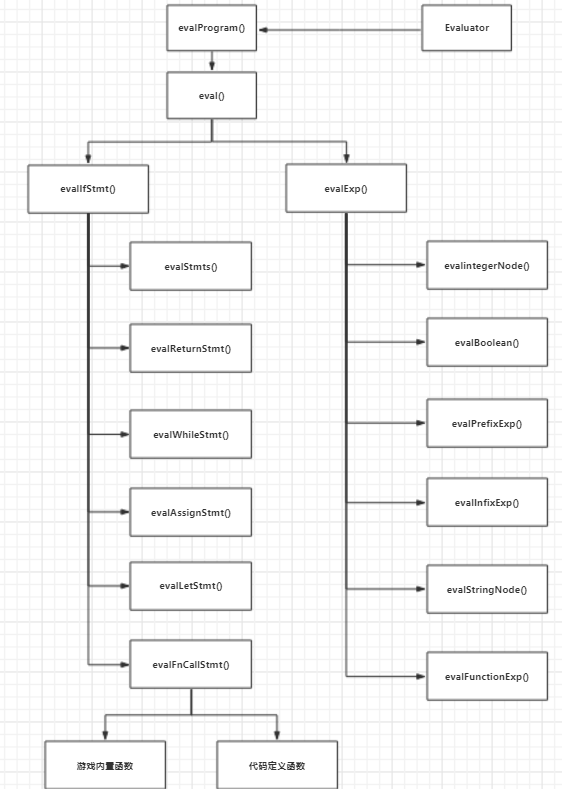 evalProgram()
Evaluator
eval()
evalIfStmt()
evalExp()
evalStmts()
evalintegerNode()
evalReturnStmt()
evalBoolean()
evalWhileStmt()
evalPrefixExp()
evalAssignStmt()
evalInfixExp()
evalLetStmt()
evalStringNode()
evalFnCallStmt()
evalFunctionExp()
游戏内置函数
代码定义函数